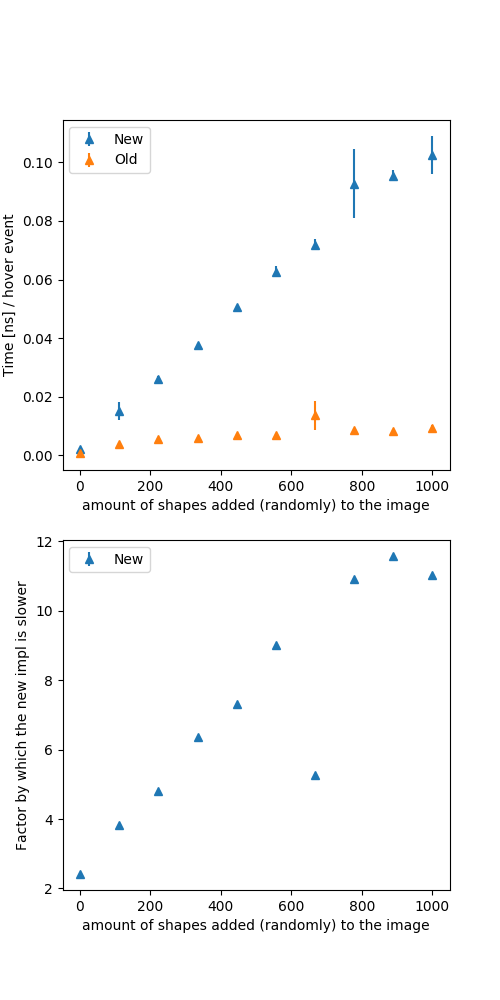 New
Old
0.10
0.08
0.06
0.04
0.02
0.00
Time [ns] / hover event
0 200 400 600 800 1000
amount of shapes added (randomly) to the image
New
12
10
8
6
4
2
Factor by which the new impl is slower
0 200 400 600 800 1000
amount of shapes added (randomly) to the image